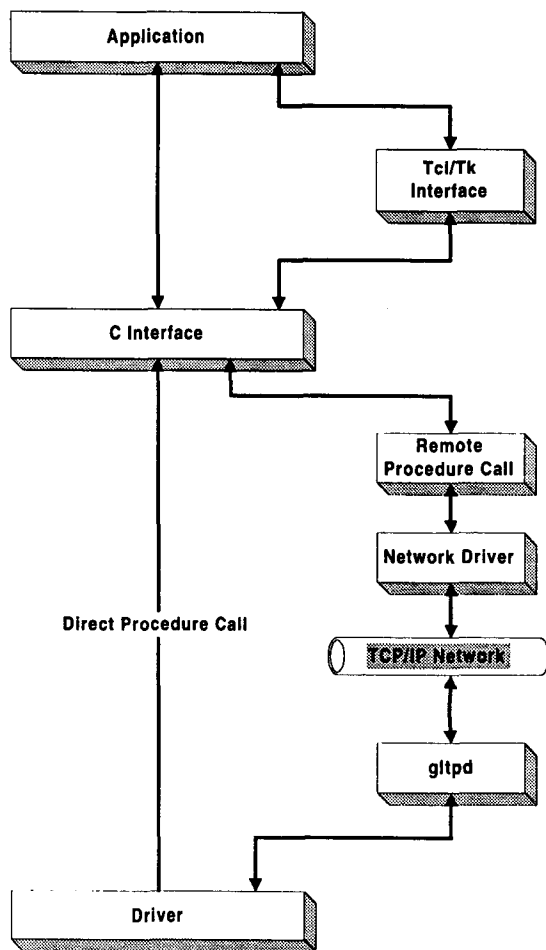 Application
Tcl/Tk
Interface
C Interface
Remote
Procedure Call
Network Driver
Direct Procedure Call
TCP/IP Network
gltpd
Driver